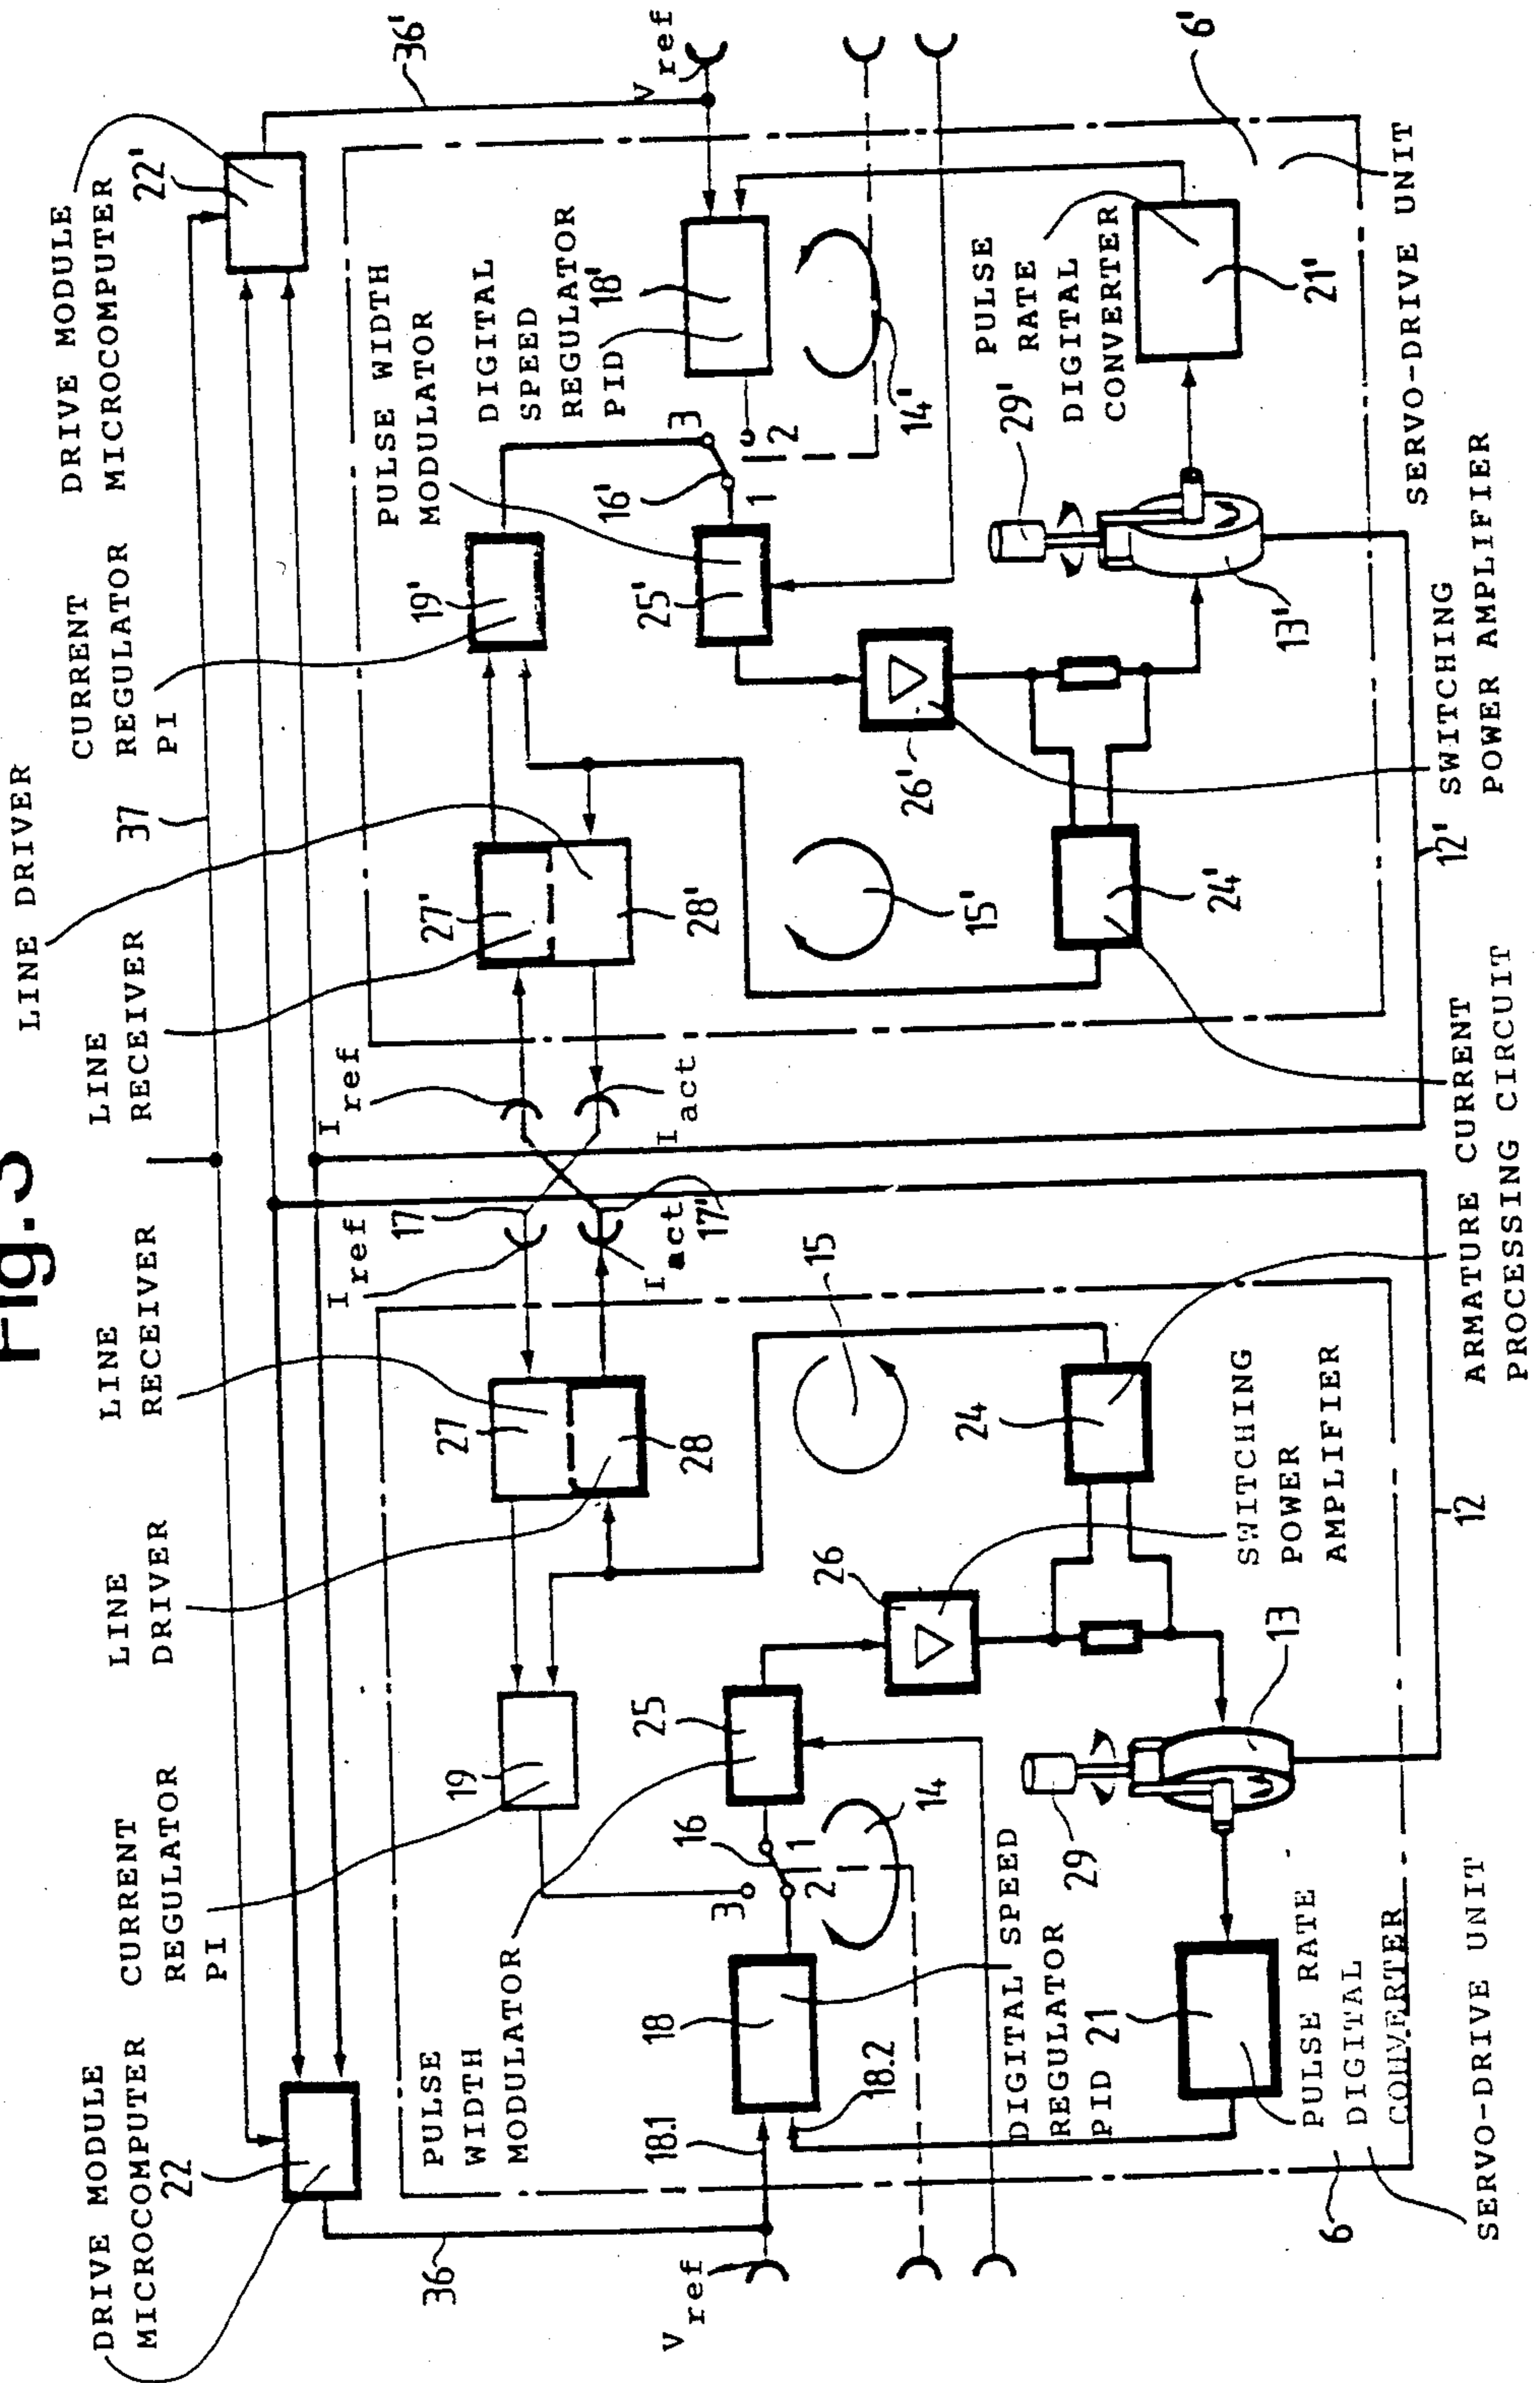 Fig. 3
DRIVE MODULE
MICROCOMPUTER
22
CURRENT
REGULATOR
PI
LINE
DRIVER
LINE
RECEIVER
LINE
RECEIVER
LINE DRIVER
37
CURRENT
REGULATOR
PI
DRIVE MODULE
MICROCOMPUTER
22'
36'
36
V ref
PULSE
WIDTH
MODULATOR
18.1
18
18.2
3
2
1
16
14
19
25
27
28
I ref
17
I act
17'
15
26
24
SWITCHING
POWER
AMPLIFIER
DIGITAL SPEED
REGULATOR
PID
21
29
13
PULSE RATE
DIGITAL
CONVERTER
6
SERVO-DRIVE UNIT
12
ARMATURE CURRENT
PROCESSING CIRCUIT
I ref
I act
27'
28'
15'
24'
19'
PULSE WIDTH
MODULATOR
25'
16'
3
1
2
DIGITAL
SPEED
REGULATOR
PID
18'
14'
V ref
26'
29'
13'
PULSE
RATE
DIGITAL
CONVERTER
21'
6'
SERVO-DRIVE UNIT
12'
SWITCHING
POWER AMPLIFIER